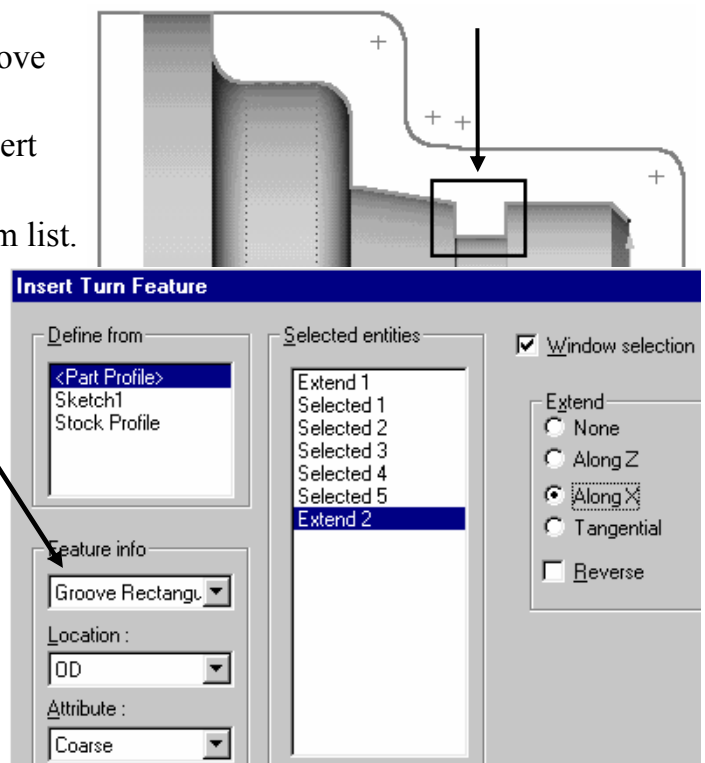 ove
ert
m list.
Insert Turn Feature
Define from
<Part Profile>
Sketch1
Stock Profile
Selected entities
Extend 1
Selected 1
Selected 2
Selected 3
Selected 4
Selected 5
Extend 2
Window selection
Extend
None
Along Z
Along X
Tangential
Reverse
Feature info
Groove Rectangu
Location :
OD
Attribute :
Coarse